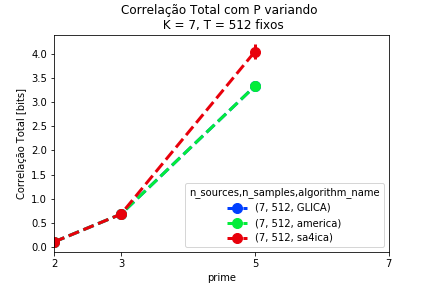 Correlação Total com P variando
K = 7, T = 512 fixos
Correlação Total [bits]
4.0
3.5
3.0
2.5
2.0
1.5
1.0
0.5
0.0
n_sources,n_samples,algorithm_name
(7, 512, GLICA)
(7, 512, america)
(7, 512, sa4ica)
2 3 5 7
prime